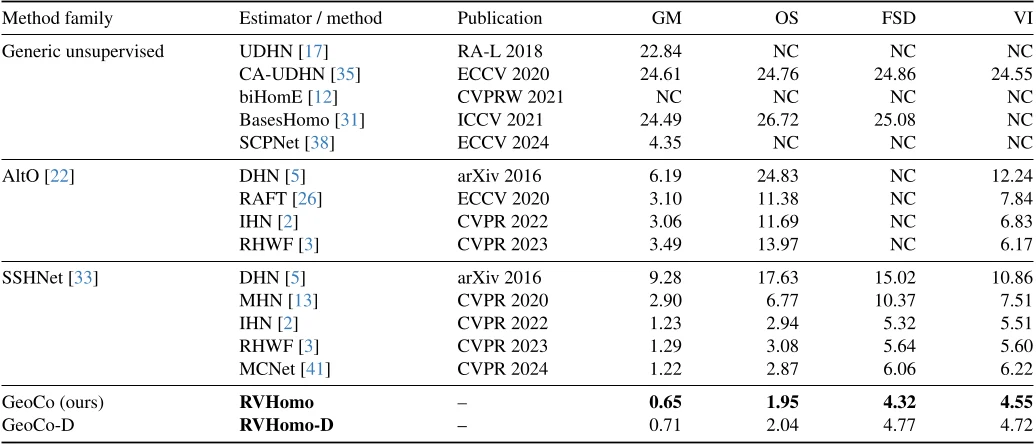 Method family Estimator / method Publication GM OS FSD VI
Generic unsupervised UDHN [17] RA-L 2018 22.84 NC NC NC
CA-UDHN [35] ECCV 2020 24.61 24.76 24.86 24.55
biHomE [12] CVPRW 2021 NC NC NC NC
BasesHomo [31] ICCV 2021 24.49 26.72 25.08 NC
SCPNet [38] ECCV 2024 4.35 NC NC NC
AltO [22] DHN [5] arXiv 2016 6.19 24.83 NC 12.24
RAFT [26] ECCV 2020 3.10 11.38 NC 7.84
IHN [2] CVPR 2022 3.06 11.69 NC 6.83
RHWF [3] CVPR 2023 3.49 13.97 NC 6.17
SSHNet [33] DHN [5] arXiv 2016 9.28 17.63 15.02 10.86
MHN [13] CVPR 2020 2.90 6.77 10.37 7.51
IHN [2] CVPR 2022 1.23 2.94 5.32 5.51
RHWF [3] CVPR 2023 1.29 3.08 5.64 5.60
MCNet [41] CVPR 2024 1.22 2.87 6.06 6.22
GeoCo (ours) RVHomo – 0.65 1.95 4.32 4.55
GeoCo-D RVHomo-D – 0.71 2.04 4.77 4.72